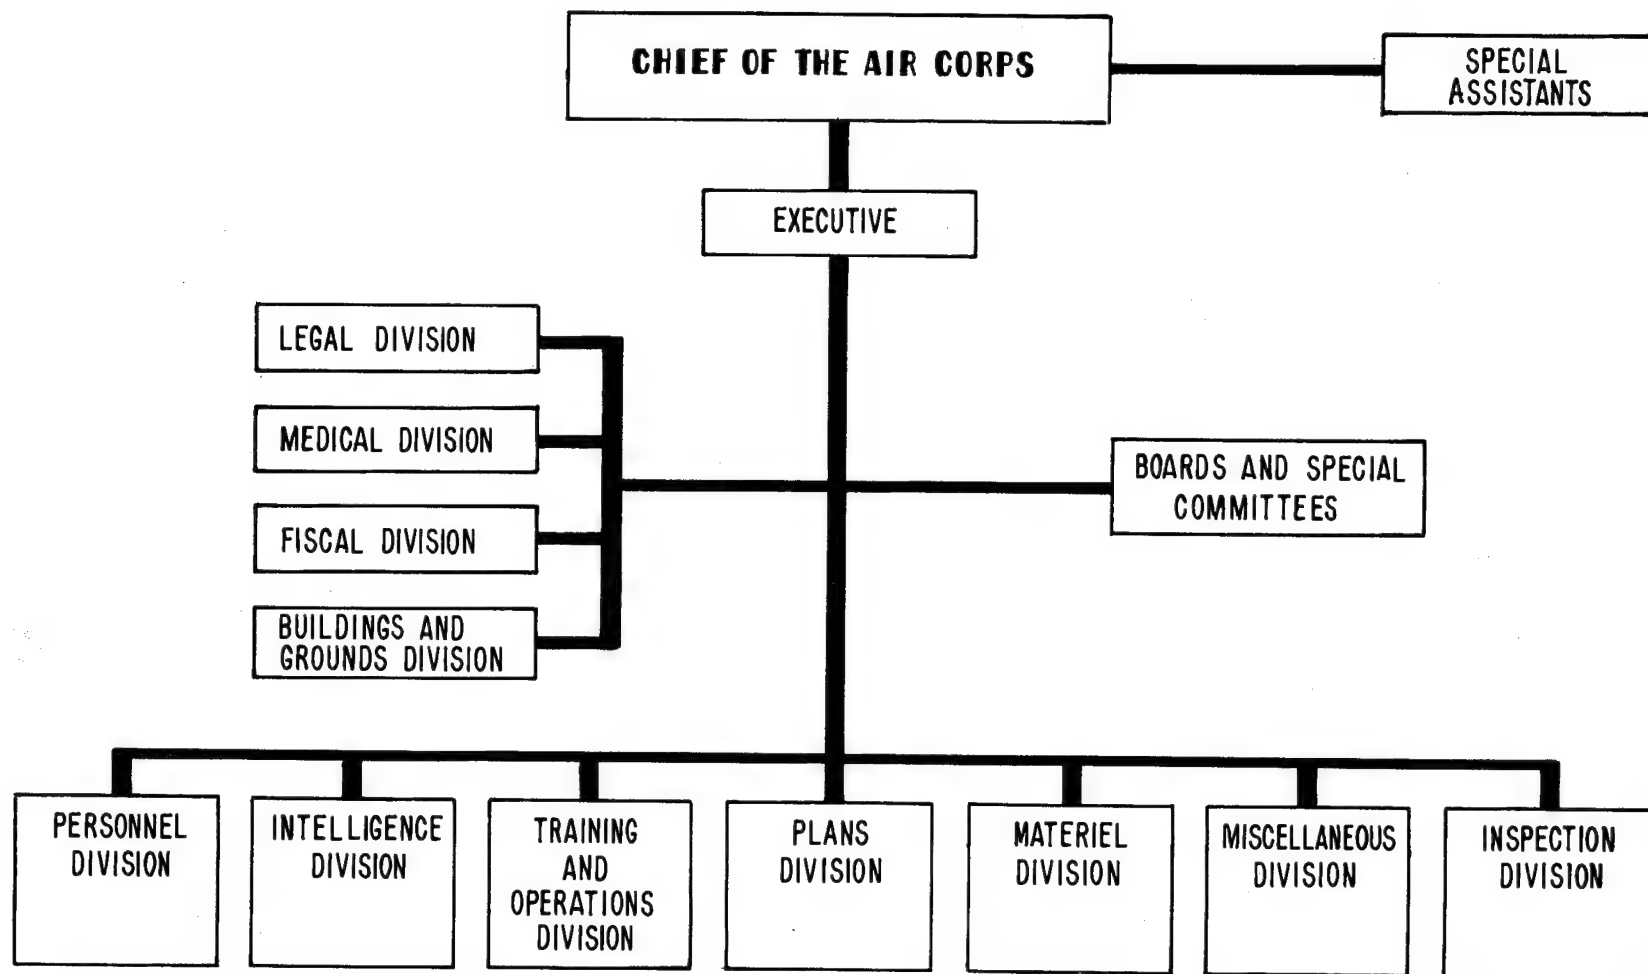 CHIEF OF THE AIR CORPS
SPECIAL
ASSISTANTS
EXECUTIVE
LEGAL DIVISION
MEDICAL DIVISION
FISCAL DIVISION
BUILDINGS AND
GROUNDS DIVISION
BOARDS AND SPECIAL
COMMITTEES
PERSONNEL
DIVISION
INTELLIGENCE
DIVISION
TRAINING
AND
OPERATIONS
DIVISION
PLANS
DIVISION
MATERIEL
DIVISION
MISCELLANEOUS
DIVISION
INSPECTION
DIVISION